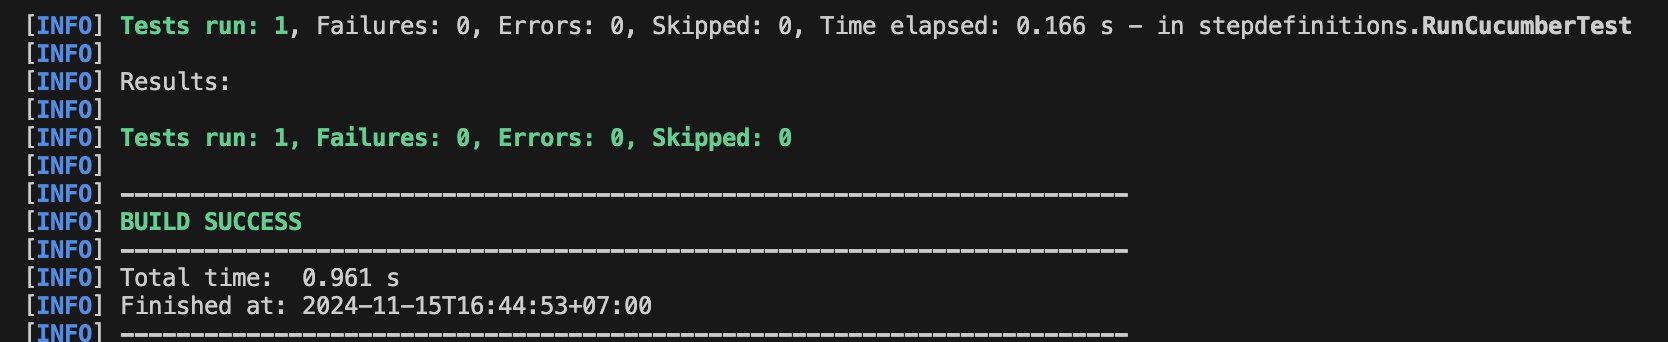 [INFO] Tests run: 1, Failures: 0, Errors: 0, Skipped: 0, Time elapsed: 0.166 s - in stepdefinitions.RunCucumberTest
[INFO]
[INFO] Results:
[INFO]
[INFO] Tests run: 1, Failures: 0, Errors: 0, Skipped: 0
[INFO]
[INFO] ------------------------------------------------------------------------
[INFO] BUILD SUCCESS
[INFO] ------------------------------------------------------------------------
[INFO] Total time:  0.961 s
[INFO] Finished at: 2024-11-15T16:44:53+07:00
[INFO] ------------------------------------------------------------------------